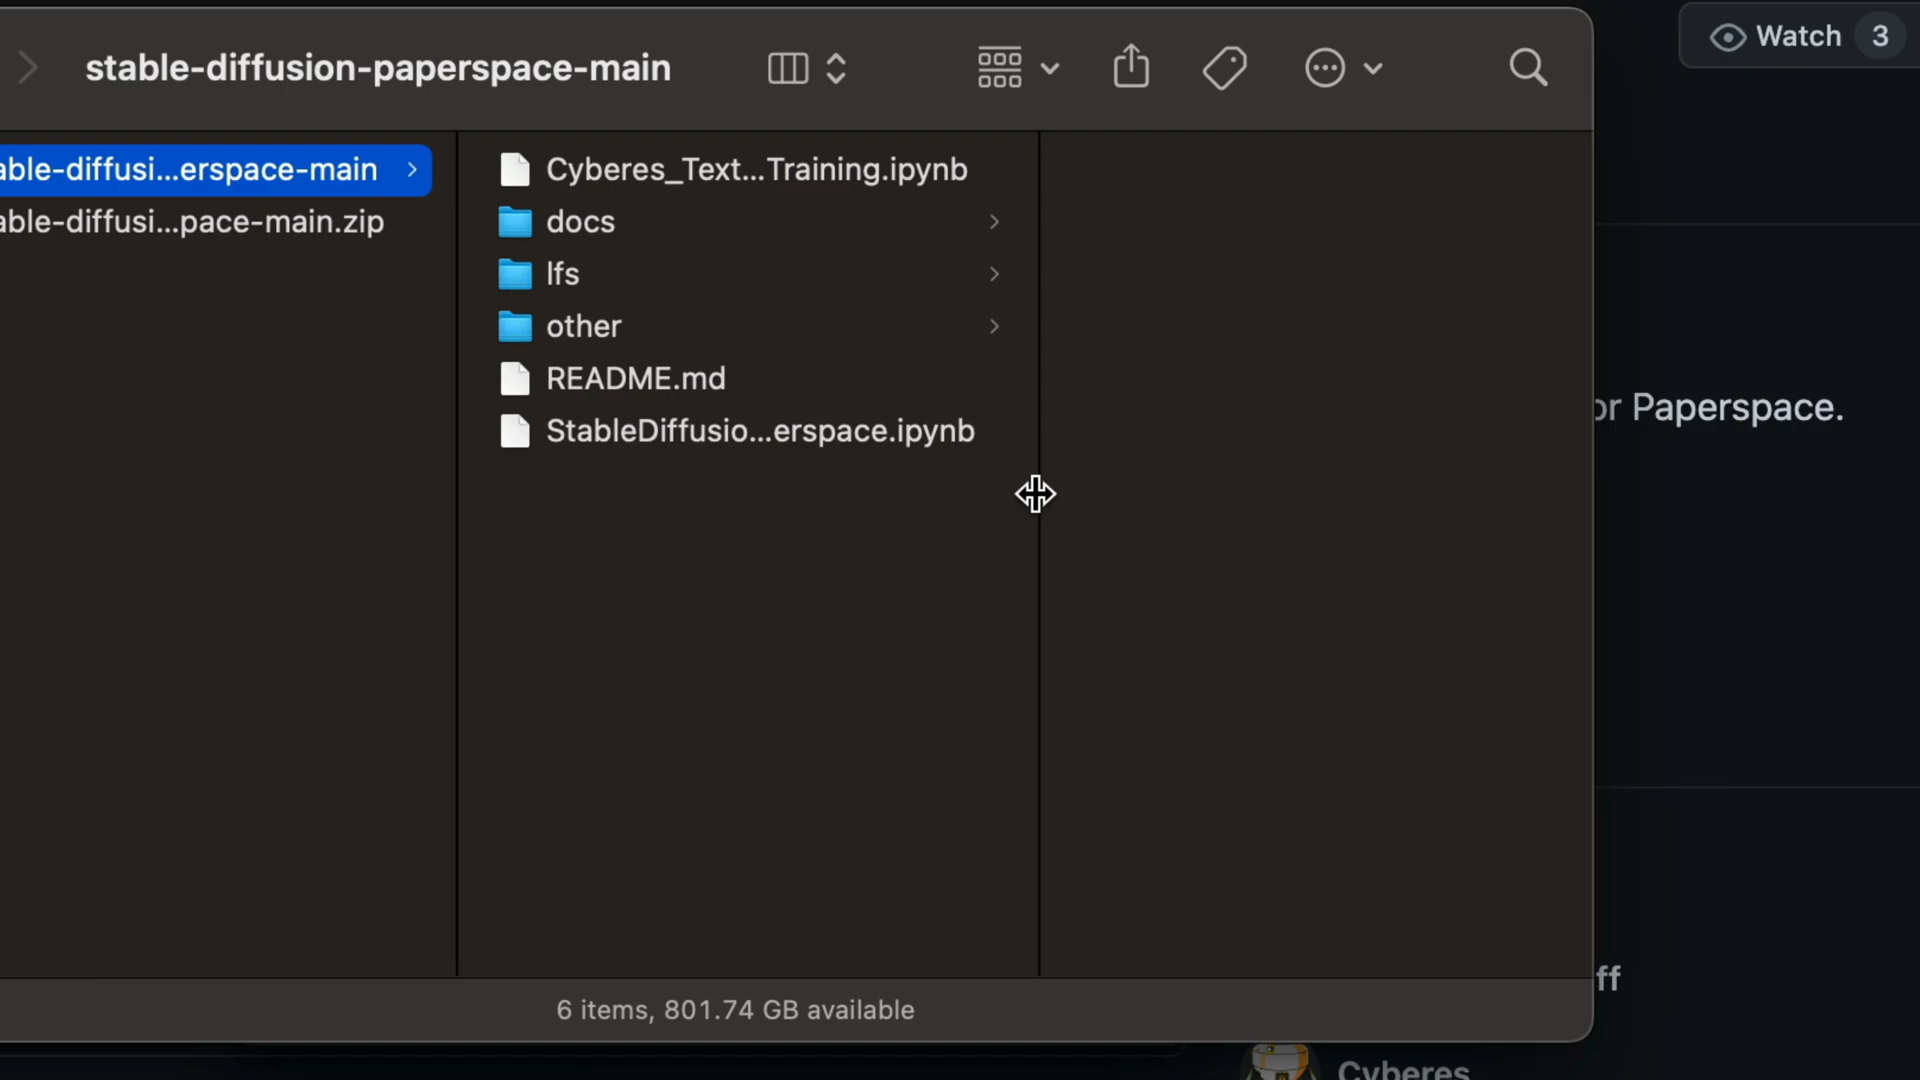 stable-diffusion-paperspace-main
Watch 3
able-diffusi...erspace-main
able-diffusi...pace-main.zip
Cyberes_Text...Training.ipynb
docs
lfs
other
README.md
StableDiffusio...erspace.ipynb
or Paperspace.
ff
6 items, 801.74 GB available
Cyberes